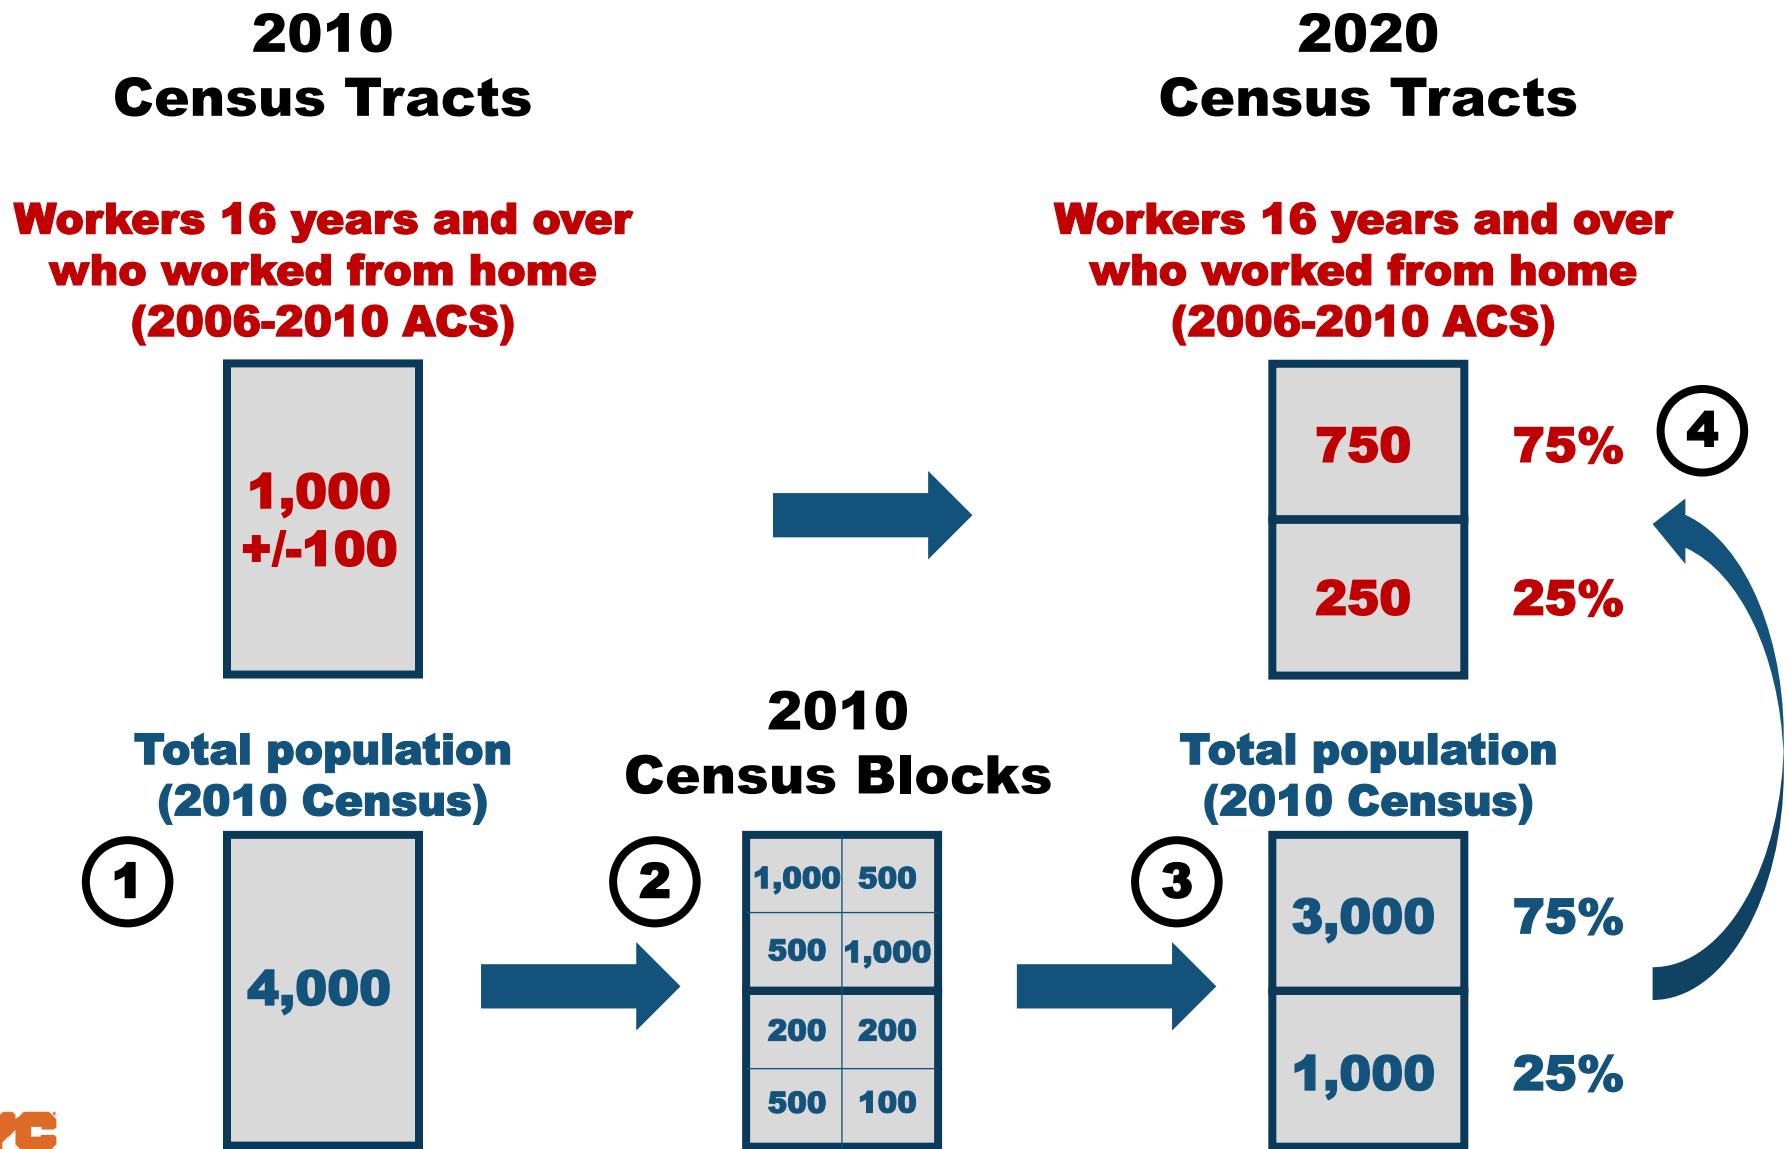 2010
Census Tracts
2020
Census Tracts
Workers 16 years and over
who worked from home
(2006-2010 ACS)
Workers 16 years and over
who worked from home
(2006-2010 ACS)
1,000
+/-100
750 75%
4
250 25%
2010
Census Blocks
Total population
(2010 Census)
Total population
(2010 Census)
1
4,000
2
1,000 500
500 1,000
200 200
500 100
3
3,000 75%
1,000 25%